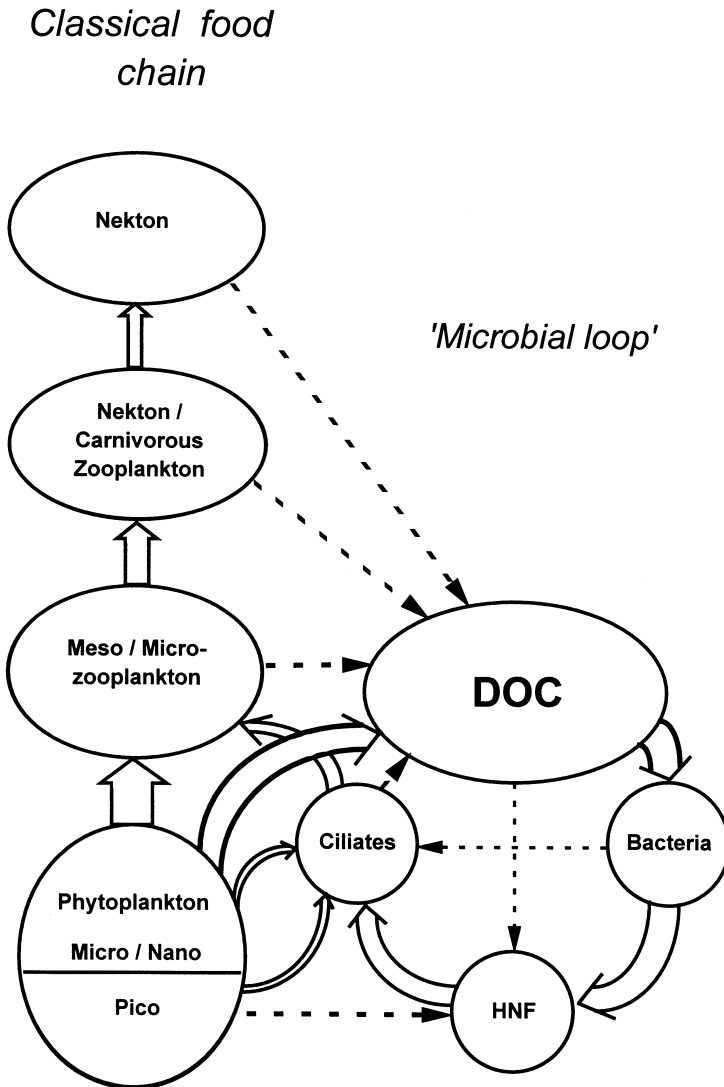 Classical food
chain
Nekton
'Microbial loop'
Nekton /
Carnivorous
Zooplankton
Meso / Micro-
zooplankton
DOC
Ciliates
Bacteria
Phytoplankton
Micro / Nano
Pico
HNF